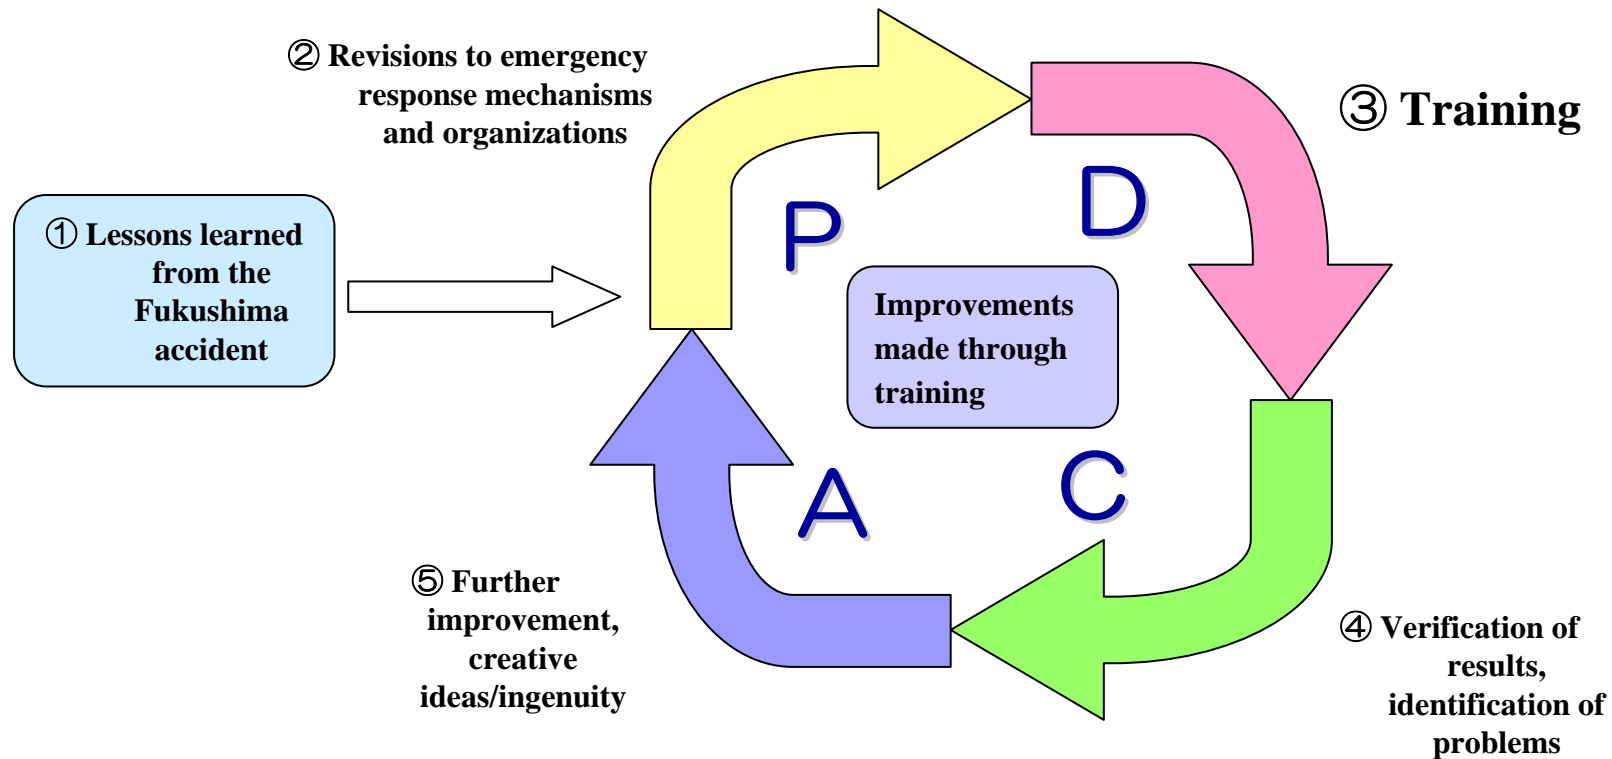 ② Revisions to emergency
response mechanisms
and organizations
③ Training
① Lessons learned
from the
Fukushima
accident
P
D
Improvements
made through
training
A
C
⑤ Further
improvement,
creative
ideas/ingenuity
④ Verification of
results,
identification of
problems